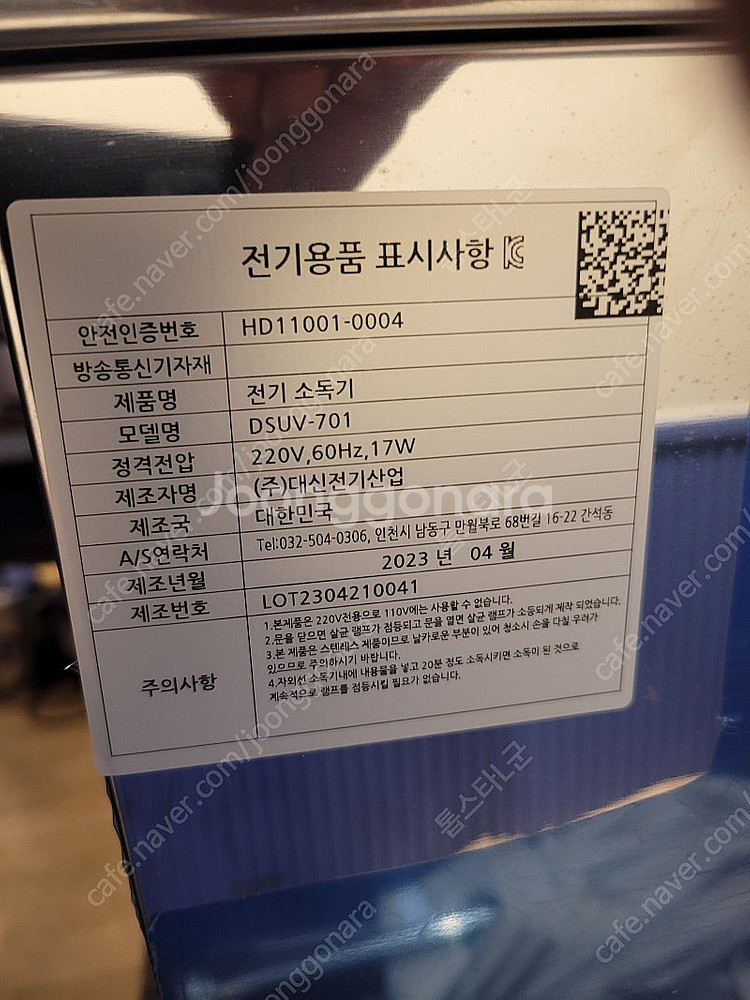 전기용품 표시사항
안전인증번호 HD11001-0004
방송통신기자재
제품명 전기 소독기
모델명 DSUV-701
정격전압 220V,60Hz,17W
제조자명 (주)대신전기산업
제조국 대한민국
A/S연락처 Tel:032-504-0306, 인천시 남동구 만월북로 68번길 16-22 간석동
제조년월 2023 년 04 월
제조번호 LOT2304210041
주의사항
1.본제품은 220V전용으로 110V에는 사용할 수 없습니다.
2.문을 닫으면 살균 램프가 점등되고 문을 열면 살균 램프가 소등되게 제작 되었습니다.
3.본 제품은 스텐레스 제품이므로 날카로운 부분이 있어 청소시 손을 다칠 우려가
있으므로 주의하시기 바랍니다.
4.자외선 소독기내에 내용물을 넣고 20분 정도 소독시키면 소독이 된 것으로
계속적으로 램프를 점등시킬 필요가 없습니다.
Joonggonara
cafe.naver.com/joonggonara
톰스타L군